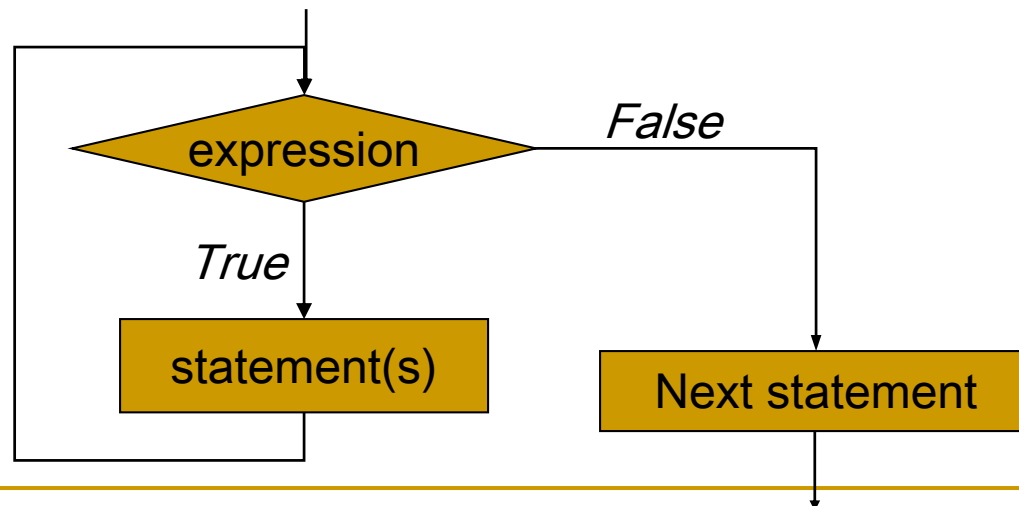 expression
False
True
statement(s)
Next statement